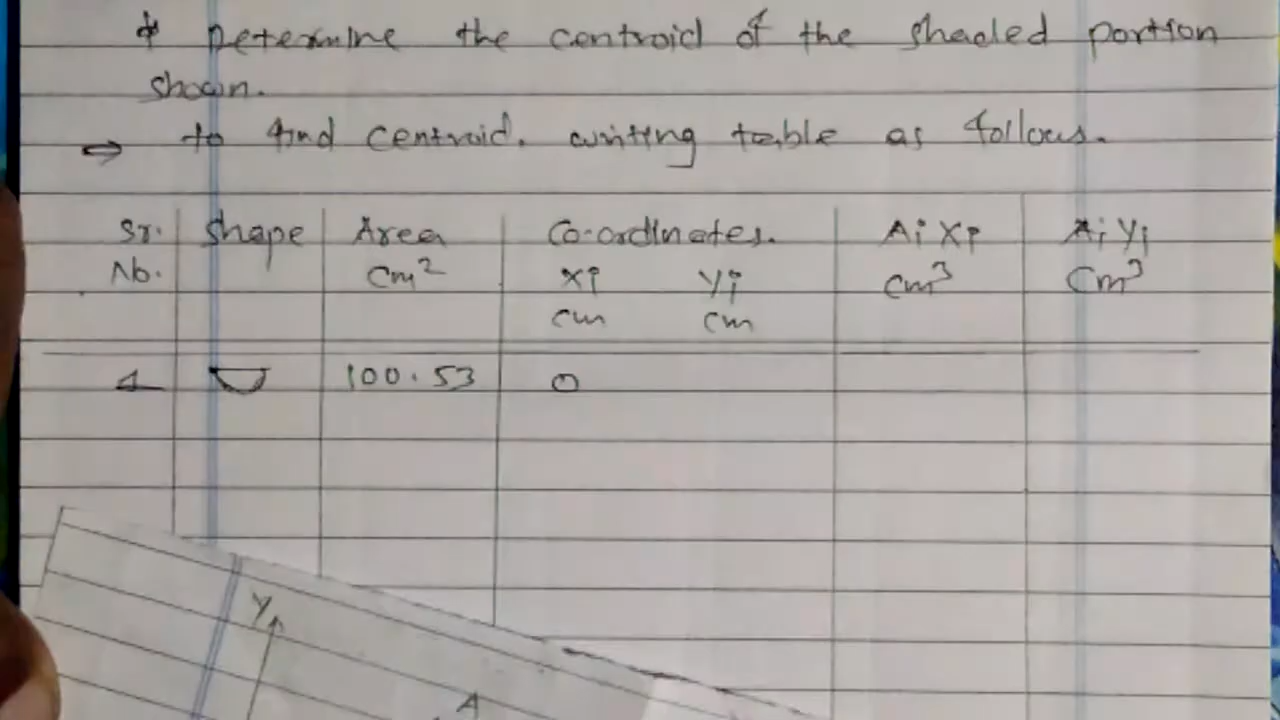 * Determine the centroid of the shaded portion
shown.
⇒ to find centroid. writing table as follows.
Sr. Shape Area Co-ordinates. Ai Xi Ai Yi
No. cm² xi yi cm³ cm³
cm cm
1 100.53 0
Y
A